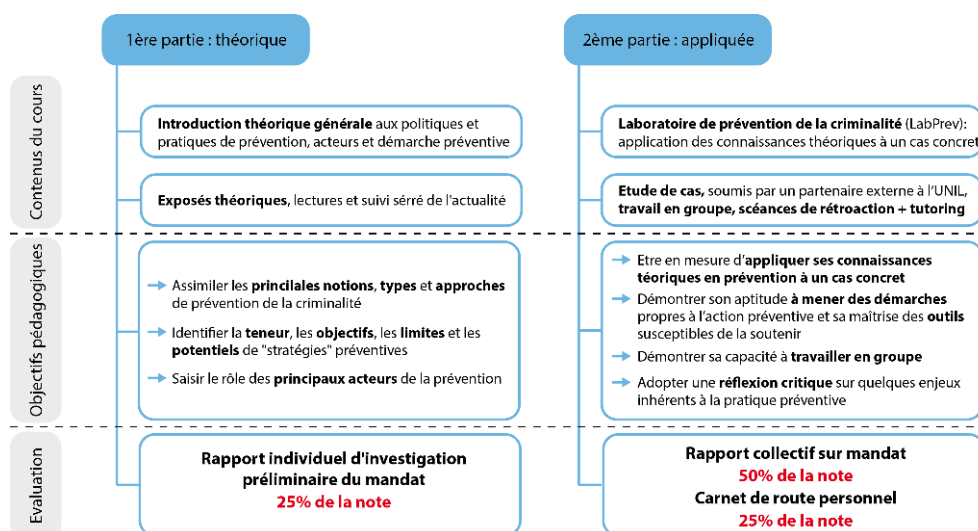 1ère partie : théorique
2ème partie : appliquée
Contenus du cours
Introduction théorique générale aux politiques et
pratiques de prévention, acteurs et démarche préventive
Laboratoire de prévention de la criminalité (LabPrev):
application des connaissances théoriques à un cas concret
Exposés théoriques, lectures et suivi sérré de l'actualité
Etude de cas, soumis par un partenaire externe à l'UNIL,
travail en groupe, scéances de rétroaction + tutoring
Objectifs pédagogiques
Assimiler les princilales notions, types et approches
de prévention de la criminalité
Identifier la teneur, les objectifs, les limites et les
potentiels de "stratégies" préventives
Saisir le rôle des principaux acteurs de la prévention
Etre en mesure d'appliquer ses connaissances
téoriques en prévention à un cas concret
Démontrer son aptitude à mener des démarches
propres à l'action préventive et sa maîtrise des outils
susceptibles de la soutenir
Démontrer sa capacité à travailler en groupe
Adopter une réflexion critique sur quelques enjeux
inhérents à la pratique préventive
Evaluation
Rapport individuel d'investigation
préliminaire du mandat
25% de la note
Rapport collectif sur mandat
50% de la note
Carnet de route personnel
25% de la note